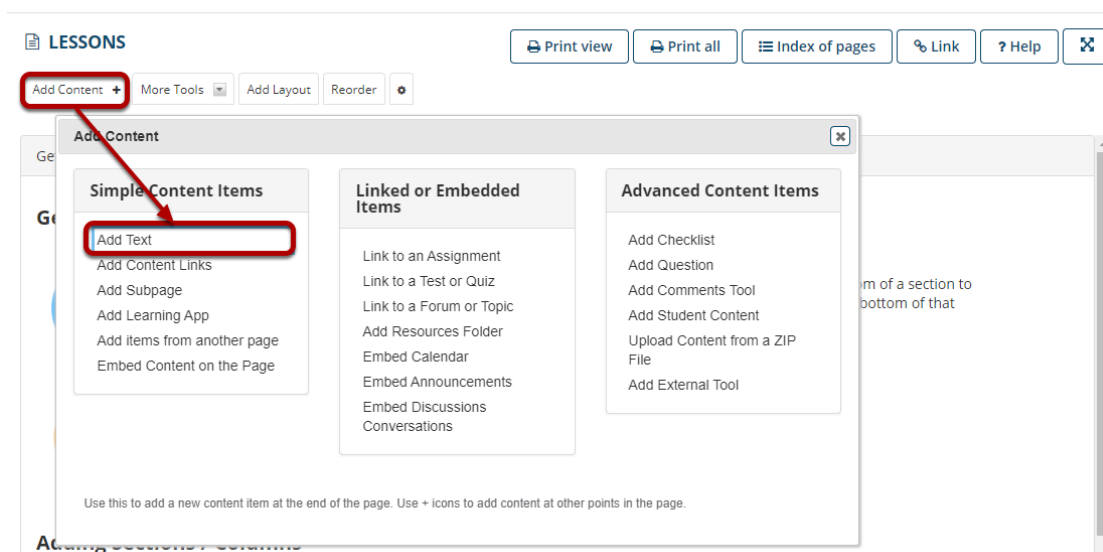 LESSONS
Print view
Print all
Index of pages
Link
? Help
Add Content +
More Tools
Add Layout
Reorder
Add Content
Simple Content Items
Add Text
Add Content Links
Add Subpage
Add Learning App
Add items from another page
Embed Content on the Page
Linked or Embedded
Items
Link to an Assignment
Link to a Test or Quiz
Link to a Forum or Topic
Add Resources Folder
Embed Calendar
Embed Announcements
Embed Discussions
Conversations
Advanced Content Items
Add Checklist
Add Question
Add Comments Tool
Add Student Content
Upload Content from a ZIP
File
Add External Tool
of a section to
bottom of that
Use this to add a new content item at the end of the page. Use + icons to add content at other points in the page.